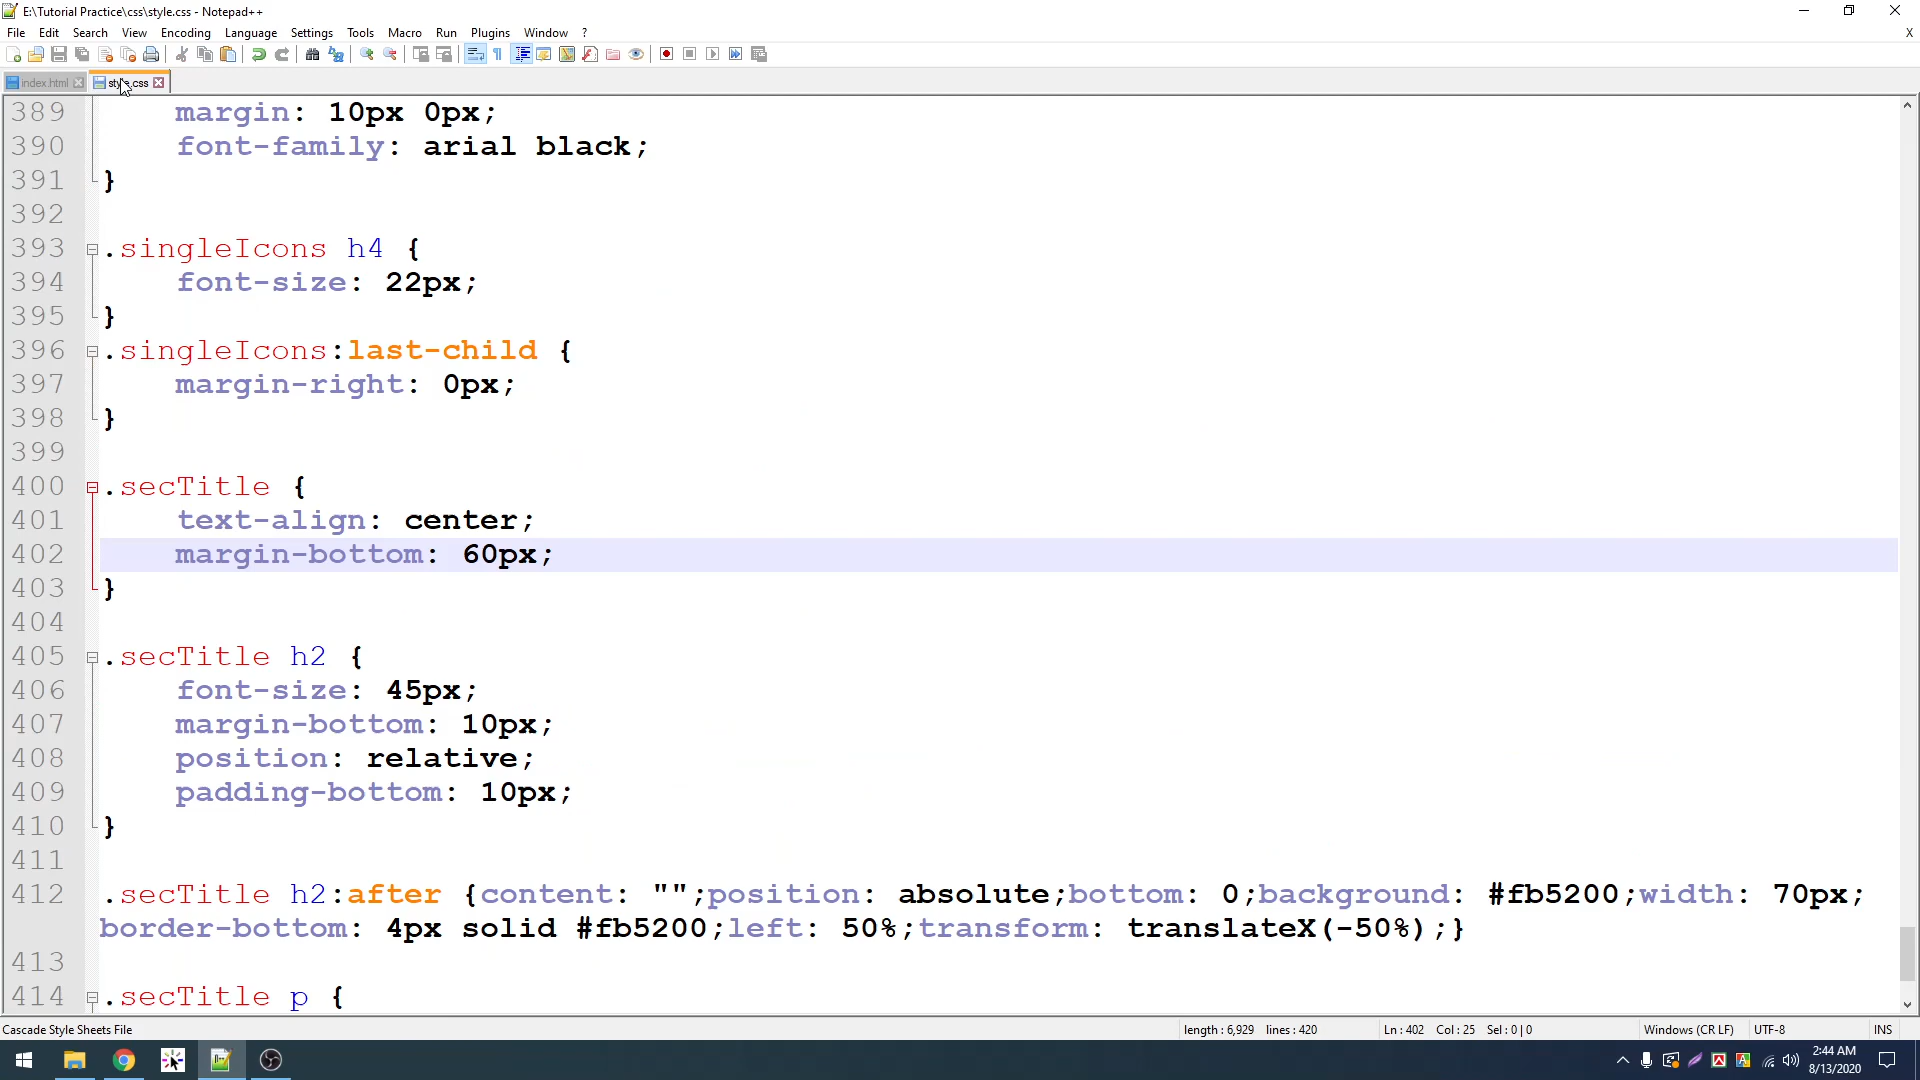 E:\Tutorial Practice\css\style.css - Notepad++
File Edit Search View Encoding Language Settings Tools Macro Run Plugins Window ? X
index.html style.css
389 margin: 10px 0px;
390 font-family: arial black;
391 }
392
393 .singleIcons h4 {
394 font-size: 22px;
395 }
396 .singleIcons:last-child {
397 margin-right: 0px;
398 }
399
400 .secTitle {
401 text-align: center;
402 margin-bottom: 60px;
403 }
404
405 .secTitle h2 {
406 font-size: 45px;
407 margin-bottom: 10px;
408 position: relative;
409 padding-bottom: 10px;
410 }
411
412 .secTitle h2:after {content: "";position: absolute;bottom: 0;background: #fb5200;width: 70px;
border-bottom: 4px solid #fb5200;left: 50%;transform: translateX(-50%);}
413
414 .secTitle p {
Cascade Style Sheets File length : 6,929 lines : 420 Ln : 402 Col : 25 Sel : 0 | 0 Windows (CR LF) UTF-8 INS
2:44 AM
8/13/2020